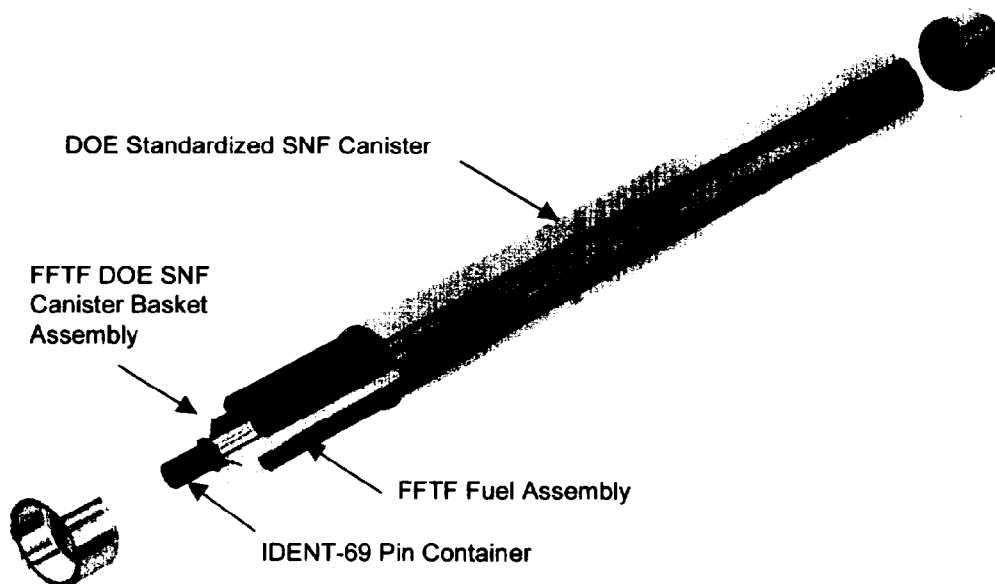 DOE Standardized SNF Canister
FFTF DOE SNF
Canister Basket
Assembly
FFTF Fuel Assembly
IDENT-69 Pin Container